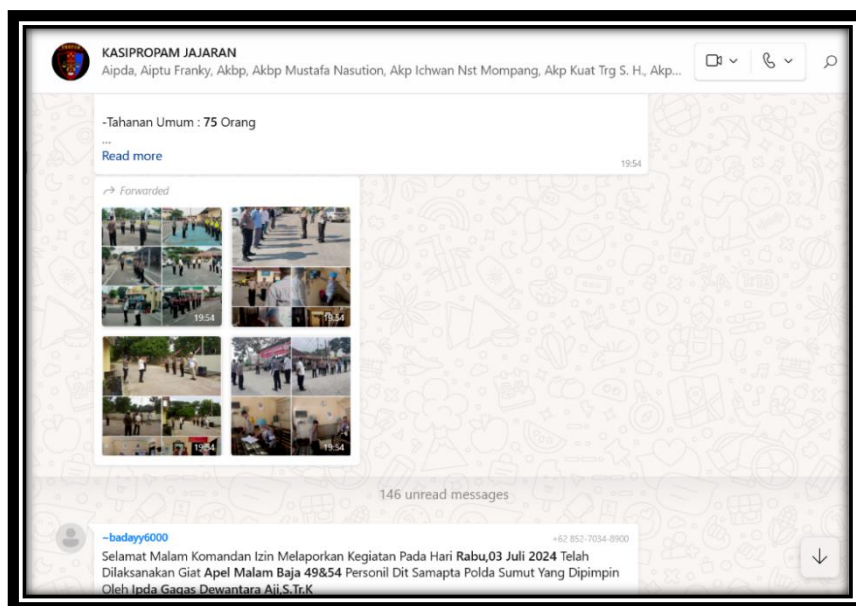 KASIPROPAM JAJARAN
Aipda, Aiptu Franky, Akbp, Akbp Mustafa Nasution, Akp Ichwan Nst Mompang, Akp Kuat Trg S. H., Akp...
-Tahanan Umum : 75 Orang
...
Read more
19:54
Forwarded
19:54
19:54
19:54
19:54
146 unread messages
~badayy6000
+62 852-7034-8900
Selamat Malam Komandan Izin Melaporkan Kegiatan Pada Hari Rabu,03 Juli 2024 Telah
Dilaksanakan Giat Apel Malam Baja 49&54 Personil Dit Samapta Polda Sumut Yang Dipimpin
Oleh Ipda Gagas Dewantara Aji,S.Tr.K